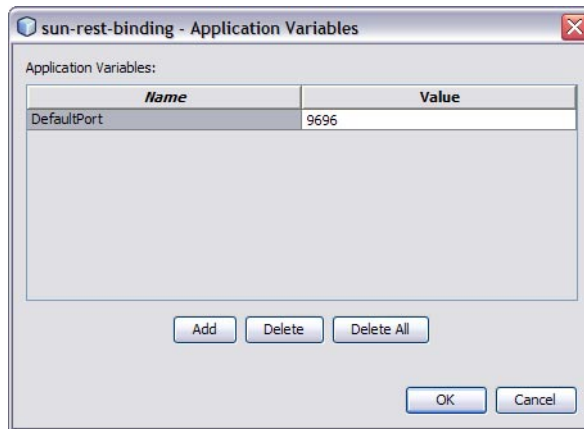 sun-rest-binding - Application Variables
Application Variables:
Name Value
DefaultPort 9696
Add Delete Delete All
OK Cancel